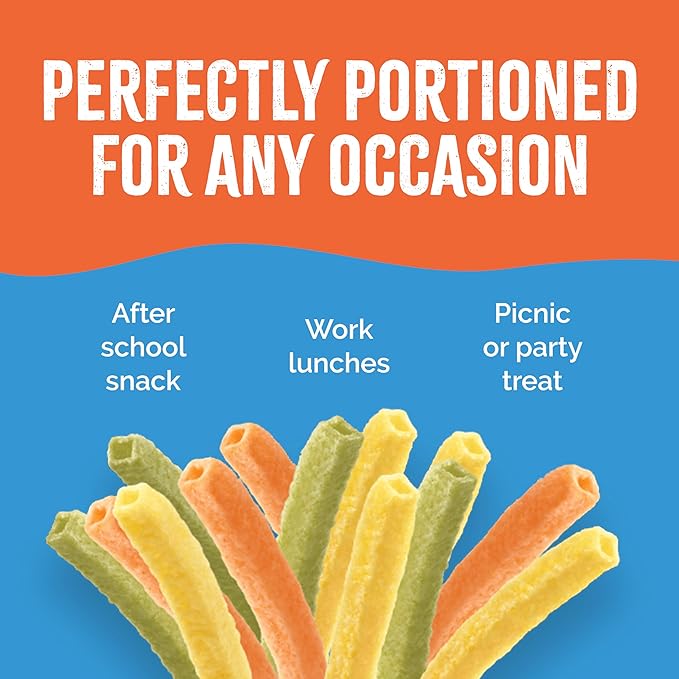 PERFECTLY PORTIONED
FOR ANY OCCASION
After
school
snack
Work
lunches
Picnic
or party
treat